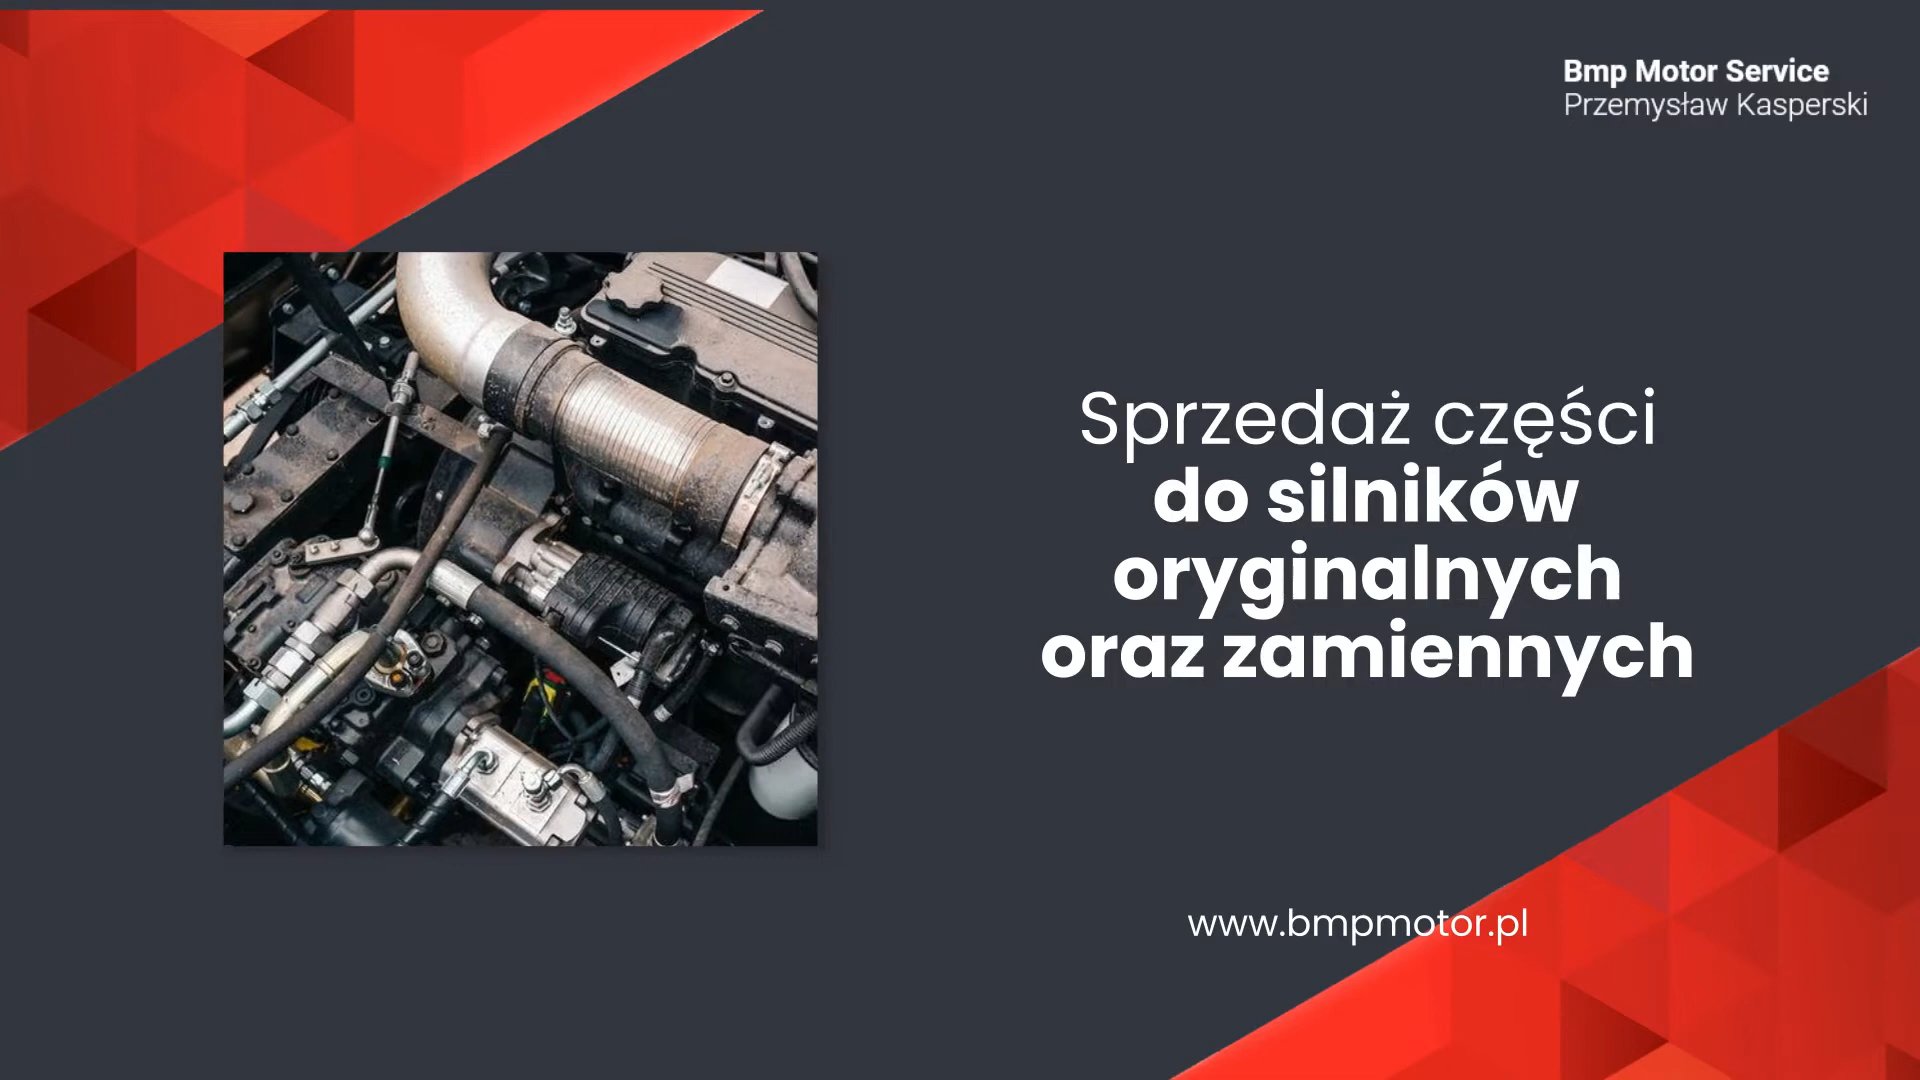 Bmp Motor Service
Przemysław Kasperski
Sprzedaż części
do silników
oryginalnych
oraz zamiennych
www.bmpmotor.pl